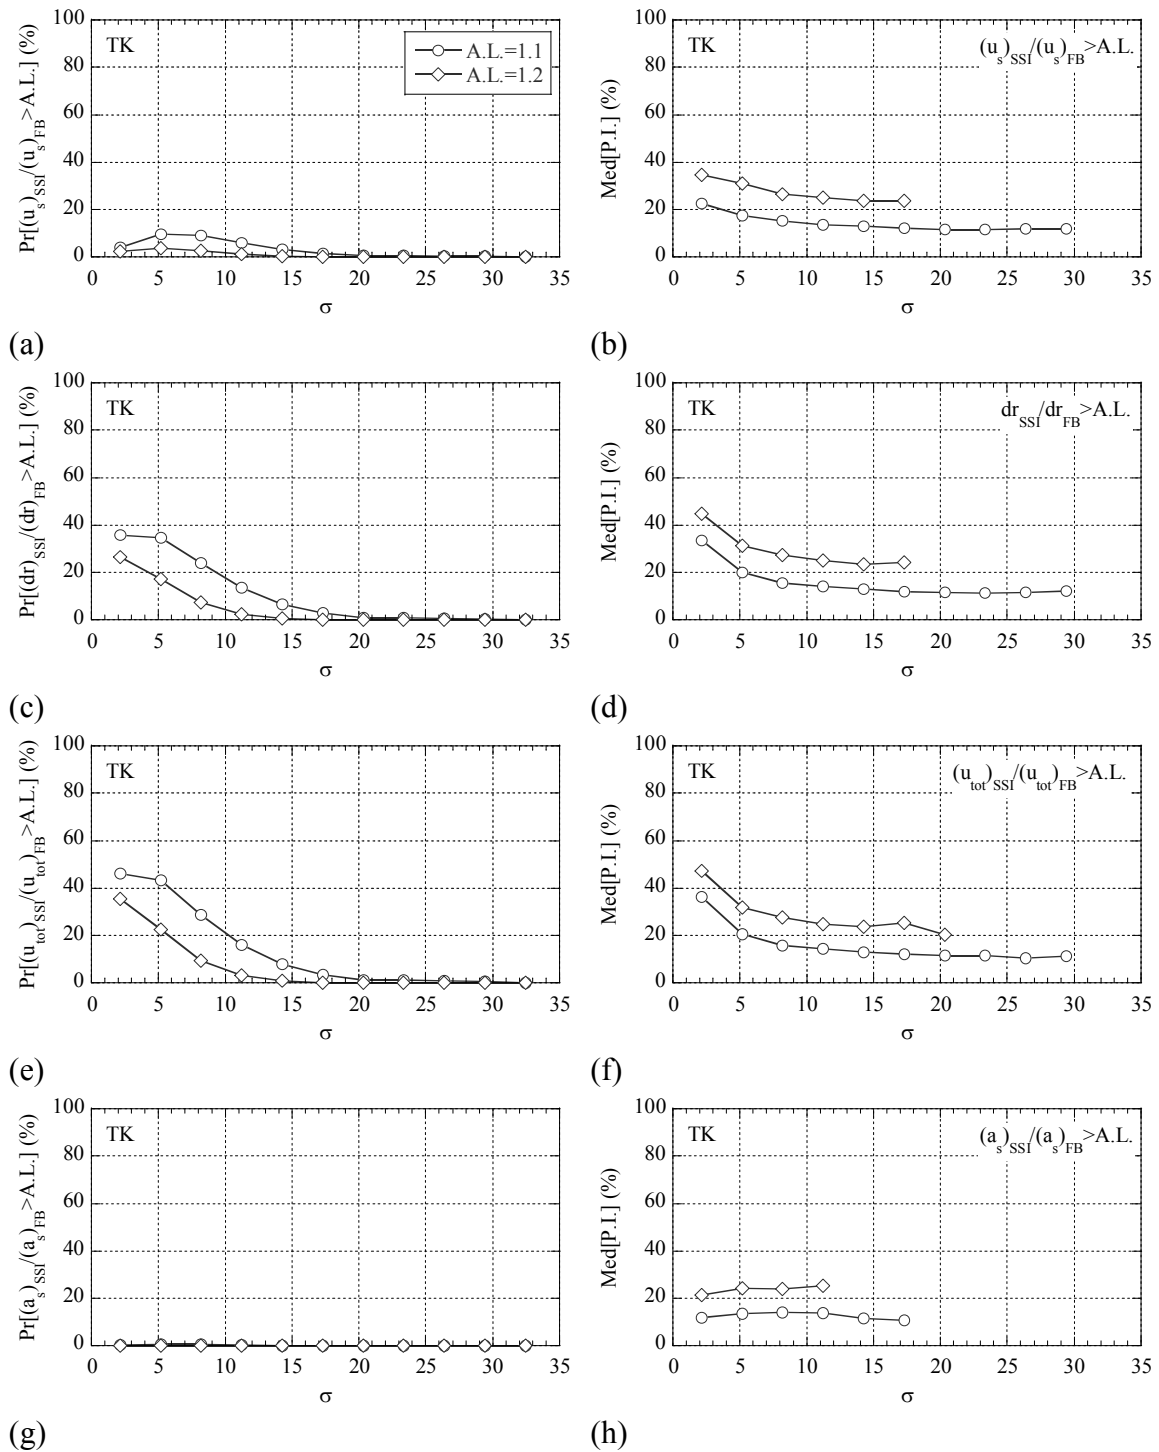 Pr[(u_s)_SSI/(u_s)_FB>A.L.] (%)
100
80
60
40
20
0
TK
A.L.=1.1
A.L.=1.2
0 5 10 15 20 25 30 35
σ
(a)
Med[P.I.] (%)
100
80
60
40
20
0
TK
(u_s)_SSI/(u_s)_FB>A.L.
0 5 10 15 20 25 30 35
σ
(b)
Pr[(dr)_SSI/(dr)_FB>A.L.] (%)
100
80
60
40
20
0
TK
0 5 10 15 20 25 30 35
σ
(c)
Med[P.I.] (%)
100
80
60
40
20
0
TK
dr_SSI/dr_FB>A.L.
0 5 10 15 20 25 30 35
σ
(d)
Pr[(u_tot)_SSI/(u_tot)_FB>A.L.] (%)
100
80
60
40
20
0
TK
0 5 10 15 20 25 30 35
σ
(e)
Med[P.I.] (%)
100
80
60
40
20
0
TK
(u_tot)_SSI/(u_tot)_FB>A.L.
0 5 10 15 20 25 30 35
σ
(f)
Pr[(a_s)_SSI/(a_s)_FB>A.L.] (%)
100
80
60
40
20
0
TK
0 5 10 15 20 25 30 35
σ
(g)
Med[P.I.] (%)
100
80
60
40
20
0
TK
(a_s)_SSI/(a_s)_FB>A.L.
0 5 10 15 20 25 30 35
σ
(h)